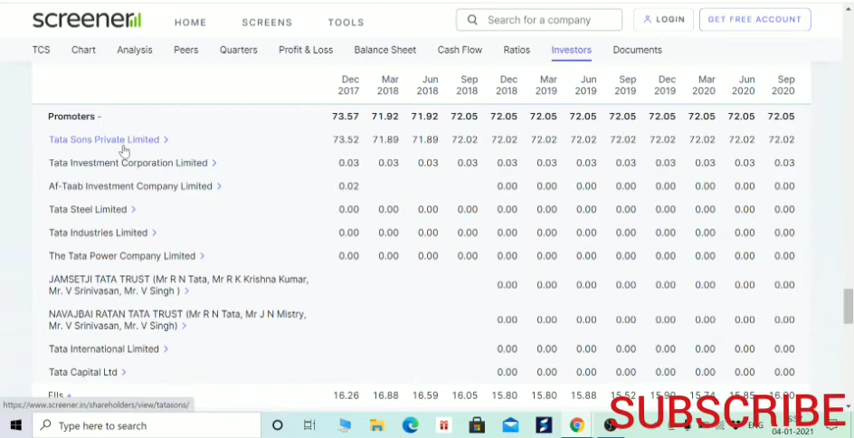 screener
HOME SCREENS TOOLS
Search for a company
LOGIN
GET FREE ACCOUNT
TCS Chart Analysis Peers Quarters Profit & Loss Balance Sheet Cash Flow Ratios Investors Documents
Dec 2017 Mar 2018 Jun 2018 Sep 2018 Dec 2018 Mar 2019 Jun 2019 Sep 2019 Dec 2019 Mar 2020 Jun 2020 Sep 2020
Promoters - 73.57 71.92 71.92 72.05 72.05 72.05 72.05 72.05 72.05 72.05 72.05 72.05
Tata Sons Private Limited 73.52 71.89 71.89 72.02 72.02 72.02 72.02 72.02 72.02 72.02 72.02 72.02
Tata Investment Corporation Limited 0.03 0.03 0.03 0.03 0.03 0.03 0.03 0.03 0.03 0.03 0.03 0.03
Af-Taab Investment Company Limited 0.02 0.00 0.00 0.00 0.00 0.00 0.00 0.00 0.00
Tata Steel Limited 0.00 0.00 0.00 0.00 0.00 0.00 0.00 0.00 0.00 0.00 0.00 0.00
Tata Industries Limited 0.00 0.00 0.00 0.00 0.00 0.00 0.00 0.00 0.00 0.00 0.00 0.00
The Tata Power Company Limited 0.00 0.00 0.00 0.00 0.00 0.00 0.00 0.00 0.00 0.00 0.00 0.00
JAMSETJI TATA TRUST (Mr R N Tata, Mr R K Krishna Kumar,
Mr. V Srinivasan, Mr. V Singh ) 0.00 0.00 0.00 0.00 0.00 0.00 0.00 0.00
NAVAJBAI RATAN TATA TRUST (Mr R N Tata, Mr J N Mistry,
Mr. V Srinivasan, Mr. V Singh) 0.00 0.00 0.00 0.00 0.00 0.00 0.00 0.00
Tata International Limited 0.00 0.00 0.00 0.00 0.00 0.00 0.00 0.00
Tata Capital Ltd 0.00 0.00 0.00 0.00 0.00 0.00 0.00 0.00
FIIs 16.26 16.88 16.59 16.05 15.80 15.80 15.88 15.52
https://www.screener.in/shareholders/view/tatasons/
SUBSCRIBE
Type here to search
ENG
04-01-2021